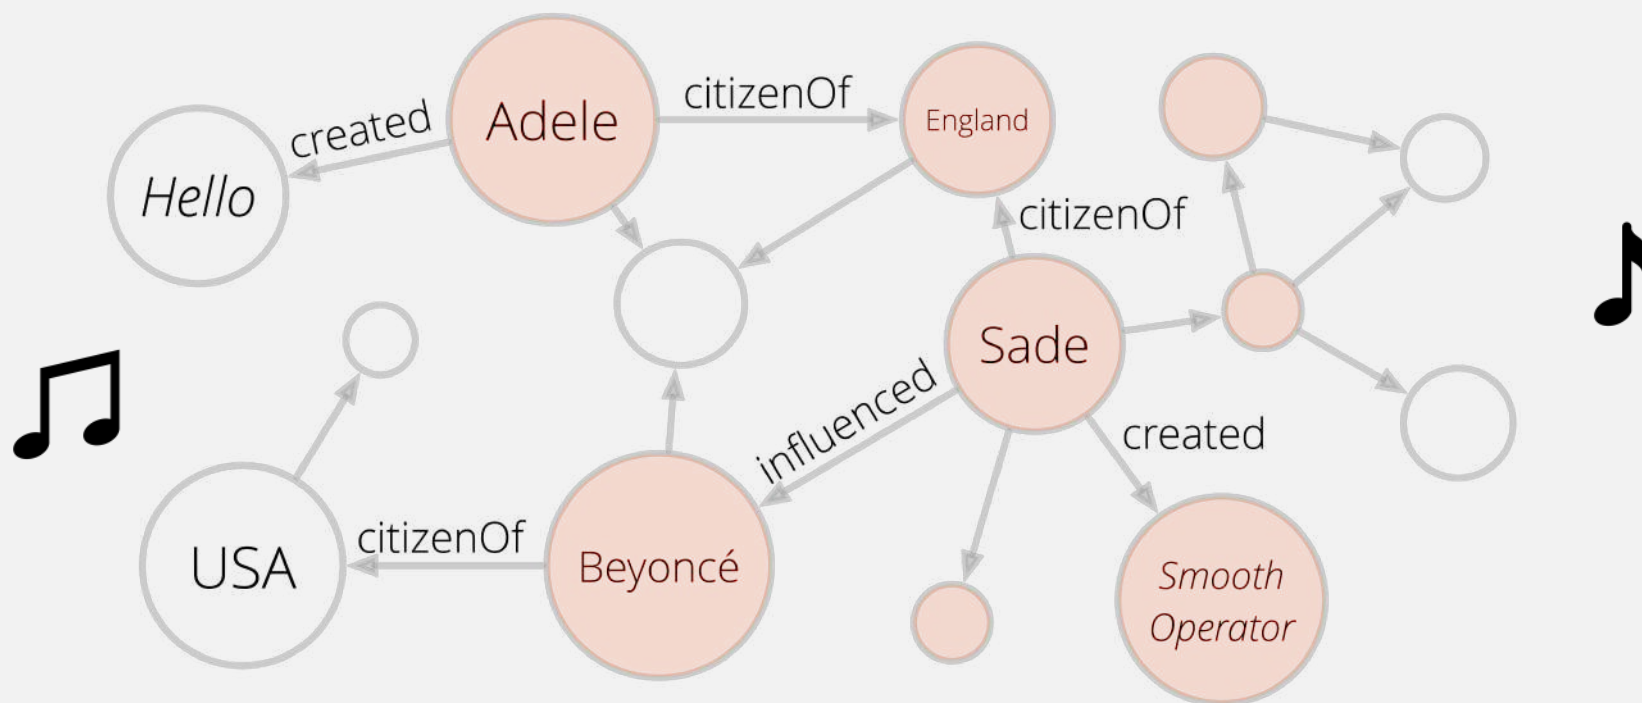 Adele
citizenOf
England
created
Hello
citizenOf
Sade
influenced
created
citizenOf
USA
Beyoncé
Smooth
Operator